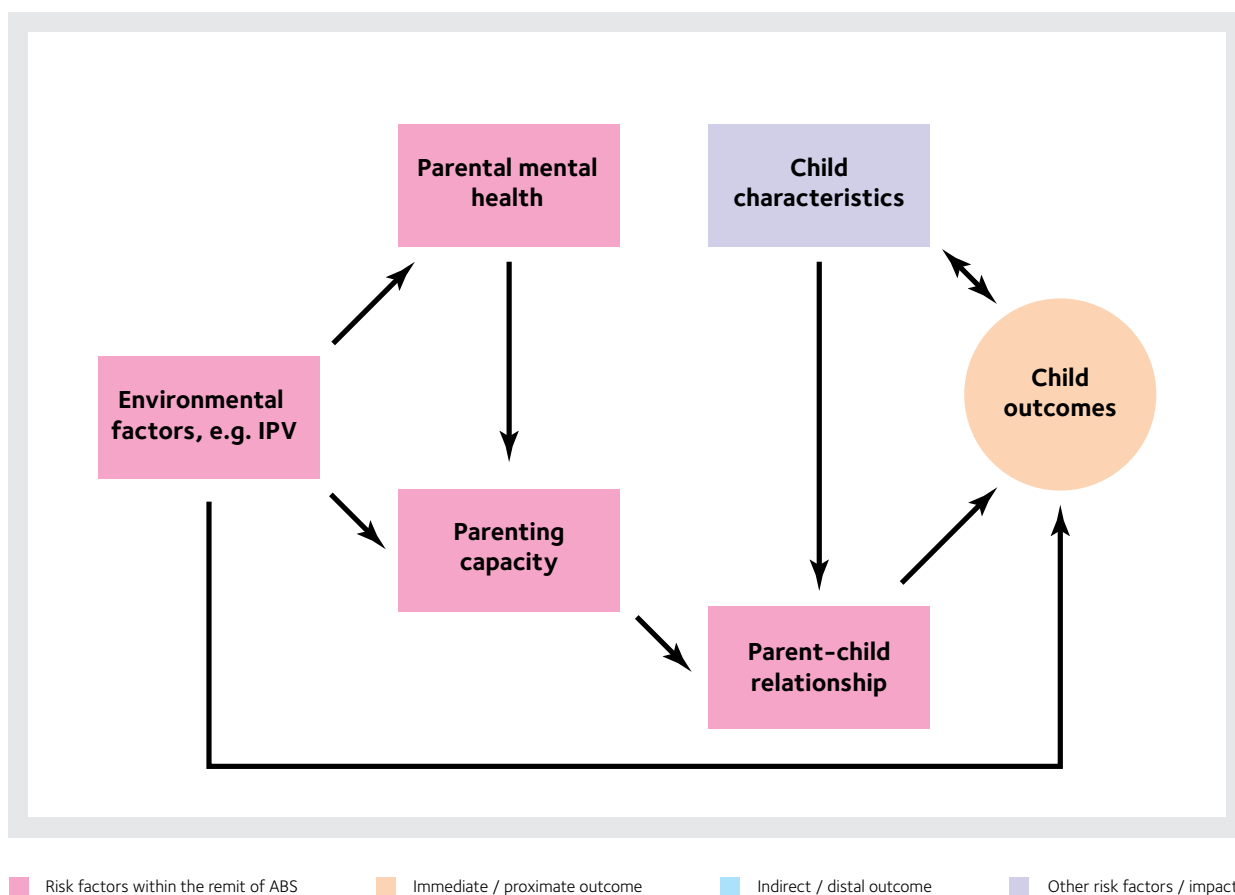 Parental mental
health
Child
characteristics
Environmental
factors, e.g. IPV
Child
outcomes
Parenting
capacity
Parent-child
relationship
Risk factors within the remit of ABS
Immediate / proximate outcome
Indirect / distal outcome
Other risk factors / impact